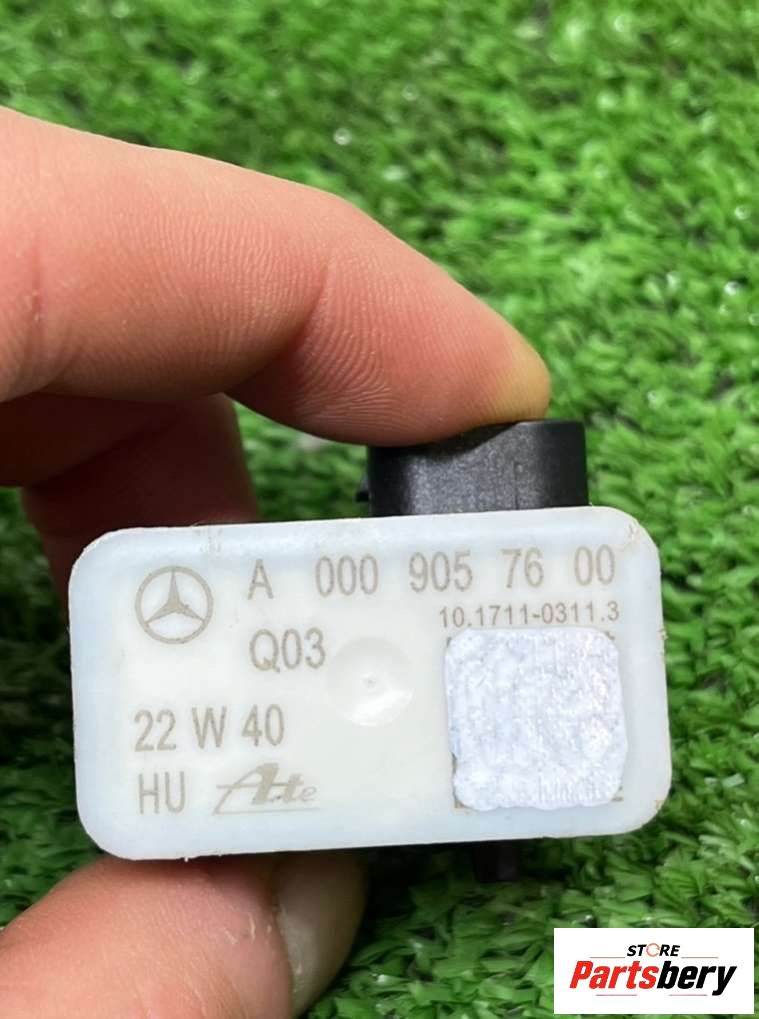 A 000 905 76 00
10.1711-0311.3
Q03
22 W 40
HU Ate
STORE
Partsbery